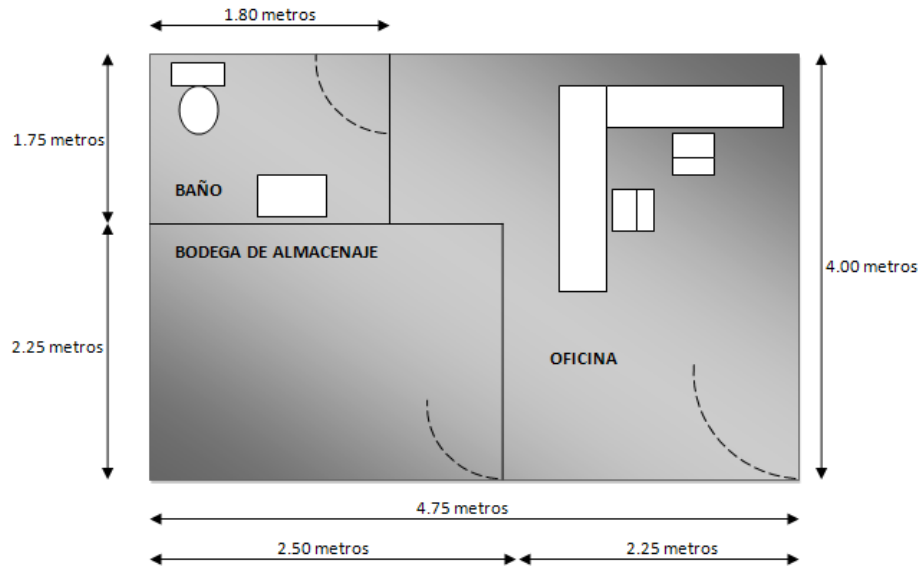 1.80 metros
1.75 metros
BAÑO
BODEGA DE ALMACENAJE
4.00 metros
2.25 metros
OFICINA
4.75 metros
2.50 metros
2.25 metros